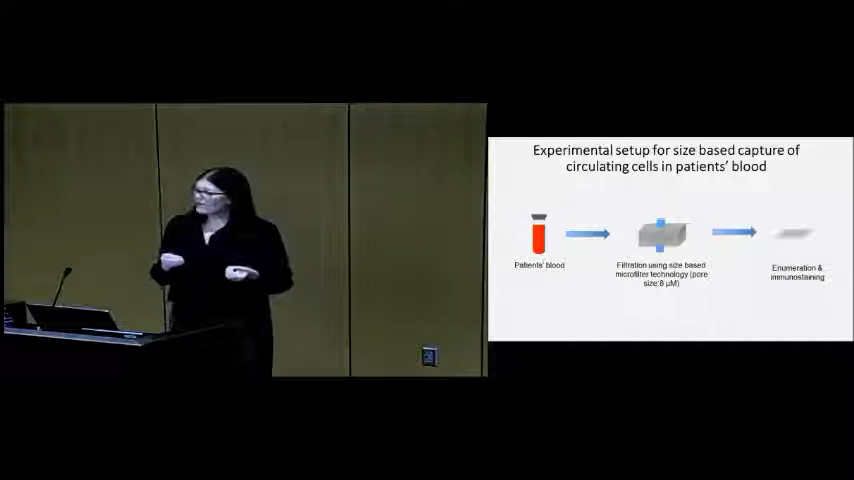 Experimental setup for size based capture of
circulating cells in patients' blood
Patients' blood
Filtration using size based
microfilter technology (pore
size:8 µM)
Enumeration &
immunostaining